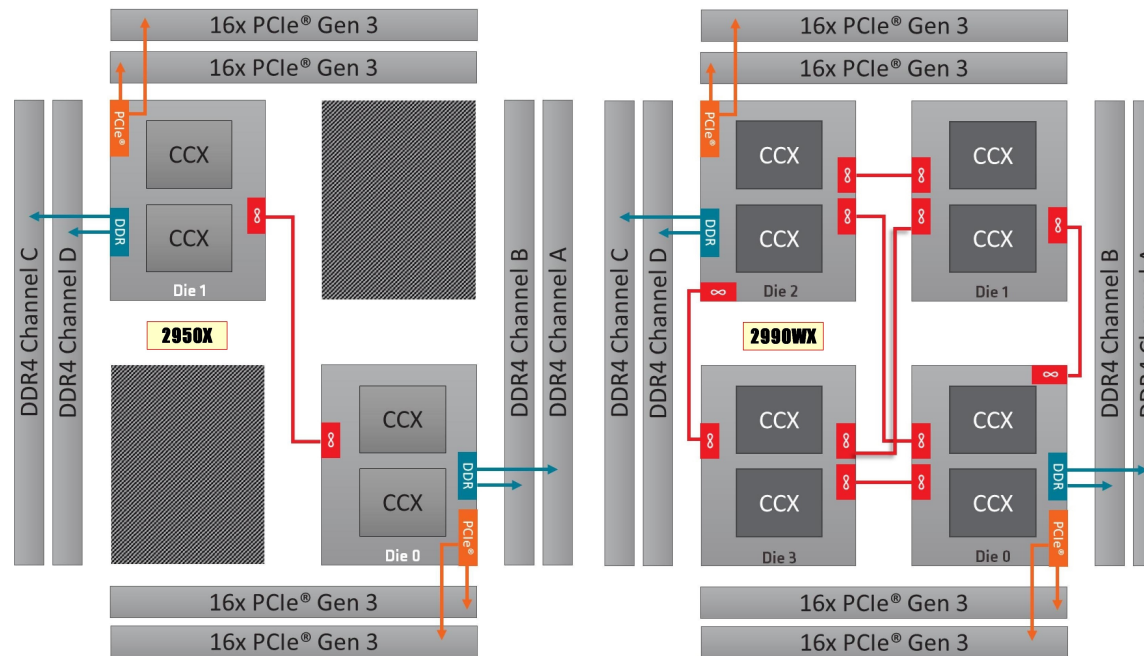 16x PCIe® Gen 3
16x PCIe® Gen 3
DDR4 Channel C
DDR4 Channel D
PCIe®
DDR
CCX
CCX
∞
Die 1
2950X
∞
CCX
CCX
DDR
PCIe®
Die 0
DDR4 Channel B
DDR4 Channel A
16x PCIe® Gen 3
16x PCIe® Gen 3
16x PCIe® Gen 3
16x PCIe® Gen 3
DDR4 Channel C
DDR4 Channel D
PCIe®
DDR
CCX
CCX
∞
∞
∞
Die 2
∞
∞
CCX
CCX
∞
Die 1
2990WX
∞
CCX
CCX
∞
∞
Die 3
∞
∞
∞
CCX
CCX
DDR
PCIe®
Die 0
DDR4 Channel B
DDR4 Channel A
16x PCIe® Gen 3
16x PCIe® Gen 3